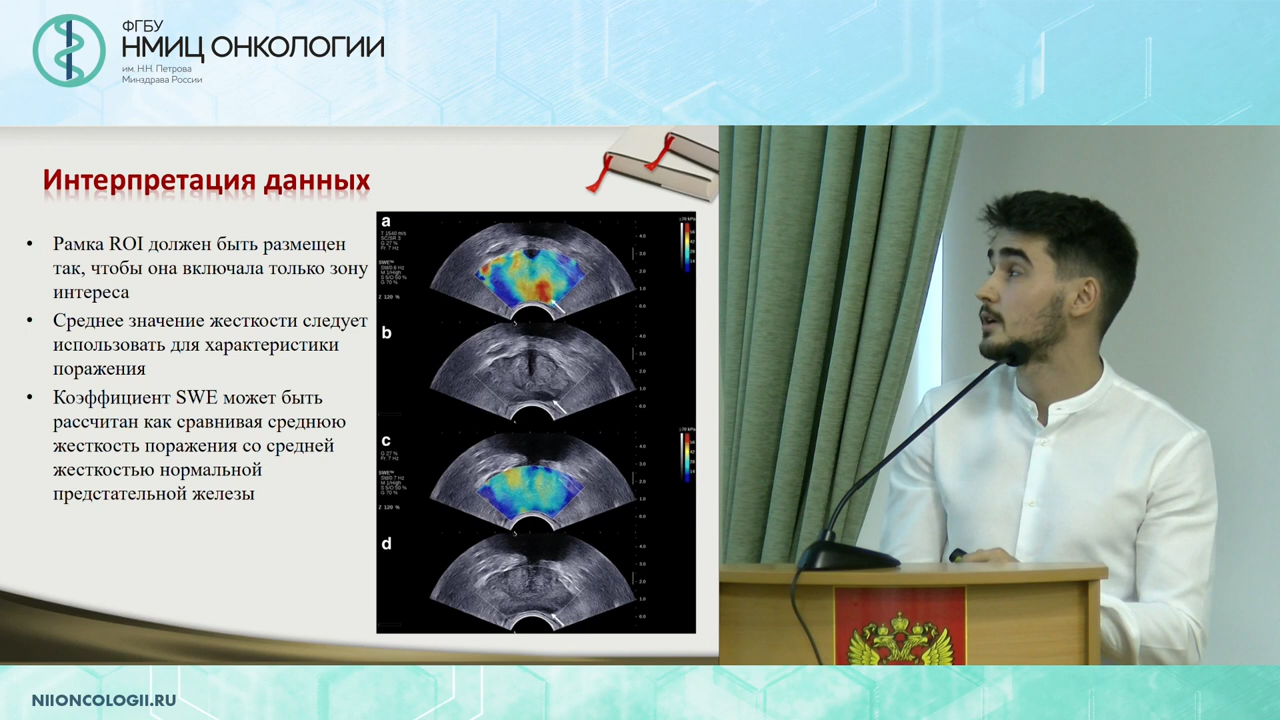 ФГБУ
НМИЦ ОНКОЛОГИИ
им. Н.Н. Петрова
Минздрава России
Интерпретация данных
• Рамка ROI должен быть размещен
так, чтобы она включала только зону
интереса
• Среднее значение жесткости следует
использовать для характеристики
поражения
• Коэффициент SWE может быть
рассчитан как сравнивая среднюю
жесткость поражения со средней
жесткостью нормальной
предстательной железы
a
b
c
d
NIIONCOLOGII.RU